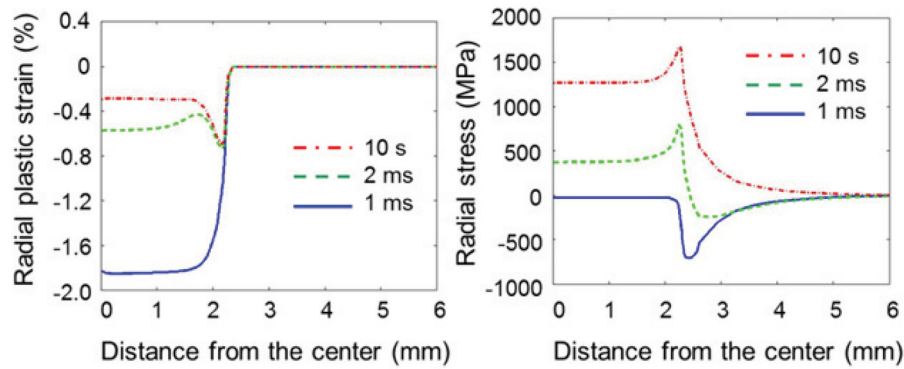 Radial plastic strain (%)
0.4
0
-0.4
-0.8
-1.2
-1.6
-2.0
10 s
2 ms
1 ms
0 1 2 3 4 5 6
Distance from the center (mm)
Radial stress (MPa)
2000
1500
1000
500
0
-500
-1000
10 s
2 ms
1 ms
0 1 2 3 4 5 6
Distance from the center (mm)